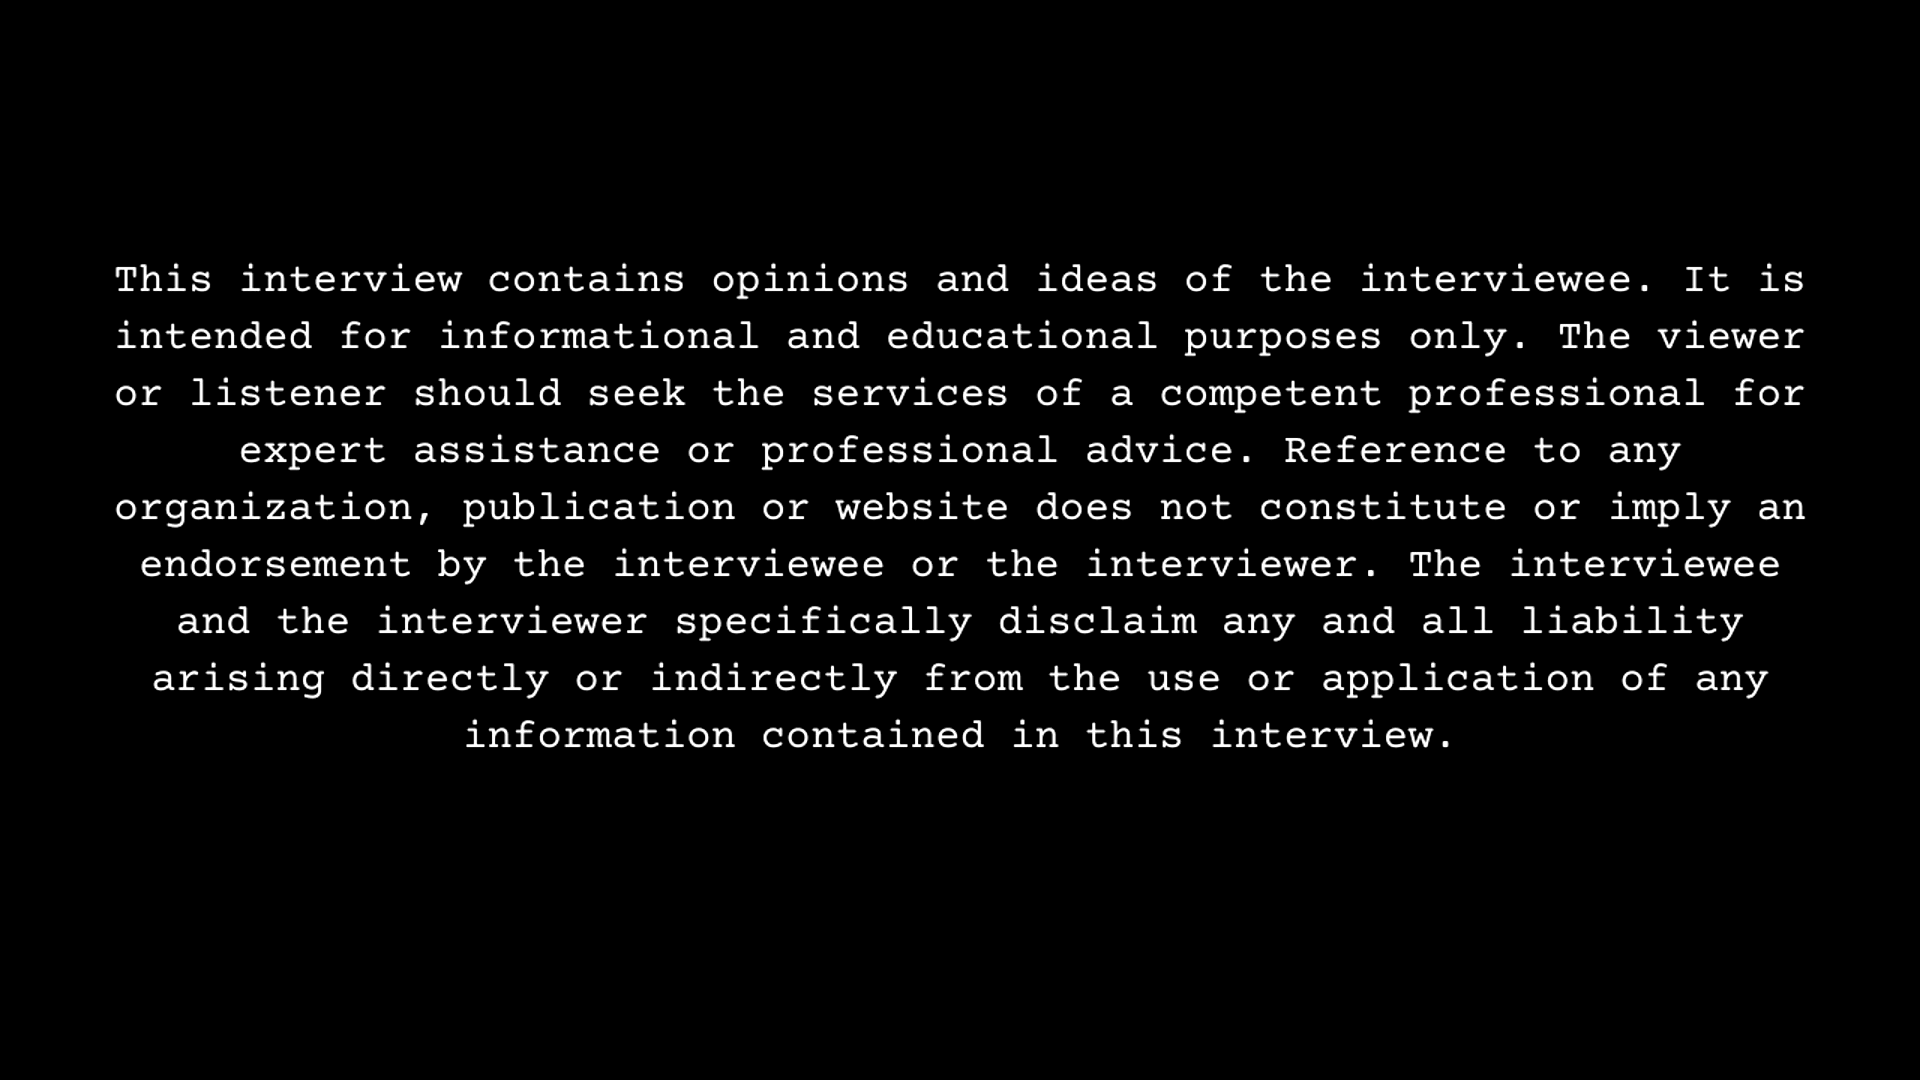 This interview contains opinions and ideas of the interviewee. It is
intended for informational and educational purposes only. The viewer
or listener should seek the services of a competent professional for
expert assistance or professional advice. Reference to any
organization, publication or website does not constitute or imply an
endorsement by the interviewee or the interviewer. The interviewee
and the interviewer specifically disclaim any and all liability
arising directly or indirectly from the use or application of any
information contained in this interview.